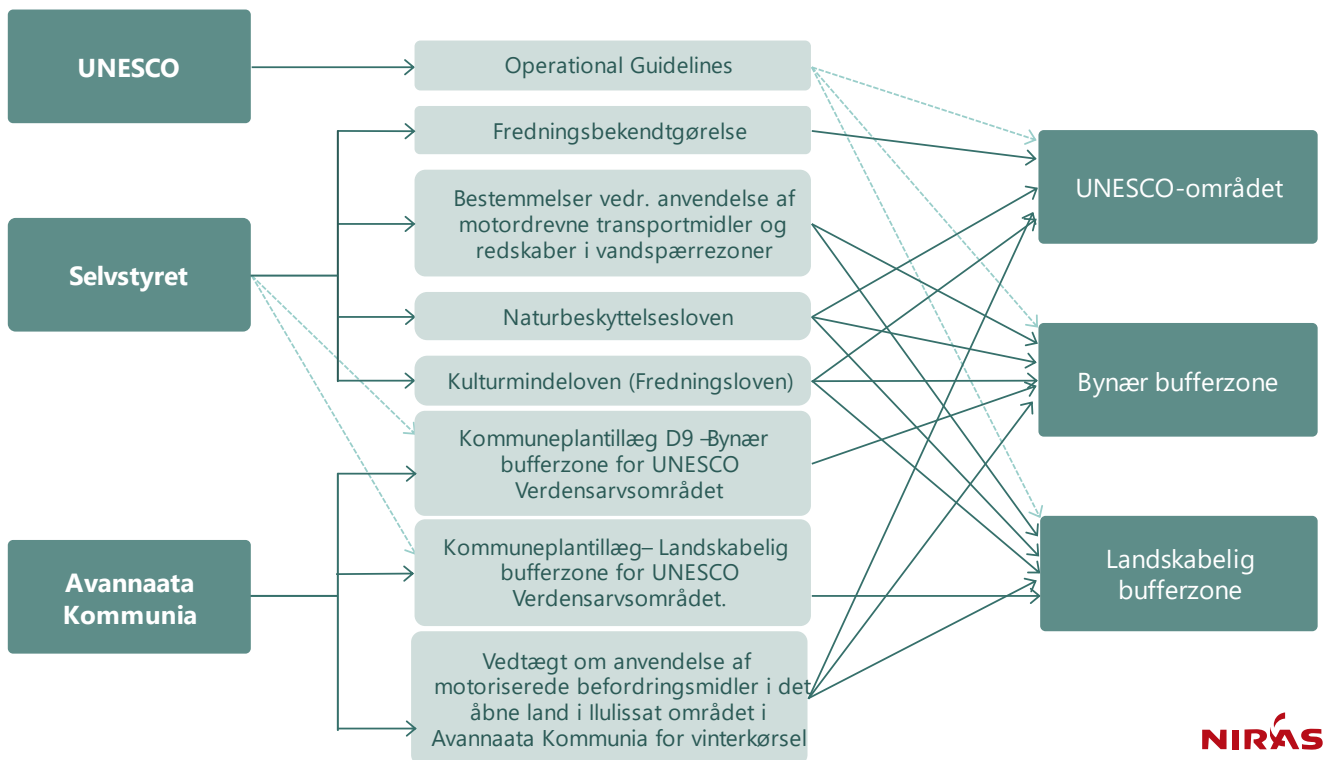 UNESCO
Selvstyret
Avannaata
Kommunia
Operational Guidelines
Fredningsbekendtgørelse
Bestemmelser vedr. anvendelse af
motordrevne transportmidler og
redskaber i vandspærrezoner
Naturbeskyttelsesloven
Kulturmindeloven (Fredningsloven)
Kommuneplantillæg D9 –Bynær
bufferzone for UNESCO
Verdensarvsområdet
Kommuneplantillæg– Landskabelig
bufferzone for UNESCO
Verdensarvsområdet.
Vedtægt om anvendelse af
motoriserede befordringsmidler i det
åbne land i Ilulissat området i
Avannaata Kommunia for vinterkørsel
UNESCO-området
Bynær bufferzone
Landskabelig
bufferzone
NIRAS